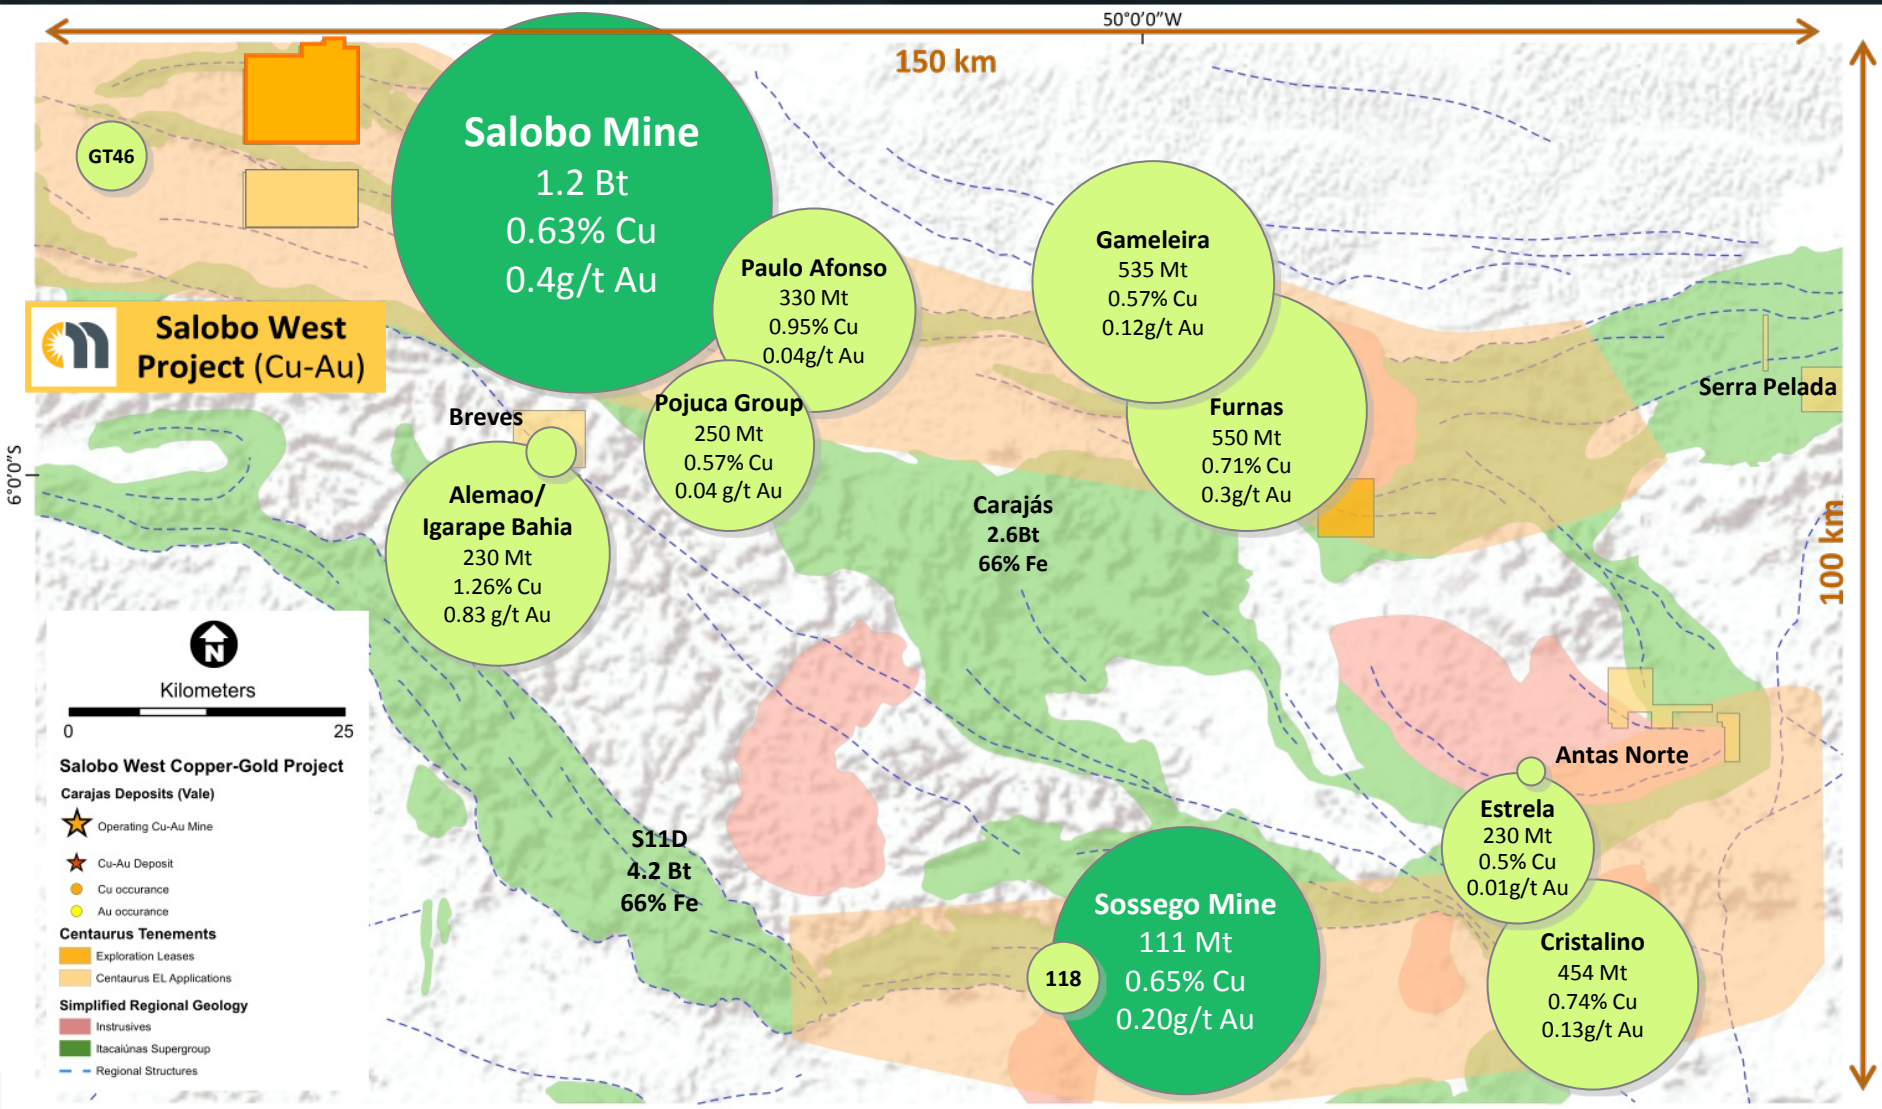 50°0'0"W
150 km
Salobo Mine
1.2 Bt
0.63% Cu
0.4g/t Au
GT46
Paulo Afonso
330 Mt
0.95% Cu
0.04g/t Au
Gameleira
535 Mt
0.57% Cu
0.12g/t Au
Salobo West
Project (Cu-Au)
Serra Pelada
Breves
Pojuca Group
250 Mt
0.57% Cu
0.04 g/t Au
Furnas
550 Mt
0.71% Cu
0.3g/t Au
6°0'0"S
Alemao/
Igarape Bahia
230 Mt
1.26% Cu
0.83 g/t Au
Carajás
2.6Bt
66% Fe
100 km
N
Kilometers
0 25
Salobo West Copper-Gold Project
Carajas Deposits (Vale)
Operating Cu-Au Mine
Cu-Au Deposit
Cu occurance
Au occurance
Centaurus Tenements
Exploration Leases
Centaurus EL Applications
Simplified Regional Geology
Instrusives
Itacaiúnas Supergroup
Regional Structures
S11D
4.2 Bt
66% Fe
Antas Norte
Estrela
230 Mt
0.5% Cu
0.01g/t Au
Sossego Mine
111 Mt
0.65% Cu
0.20g/t Au
118
Cristalino
454 Mt
0.74% Cu
0.13g/t Au